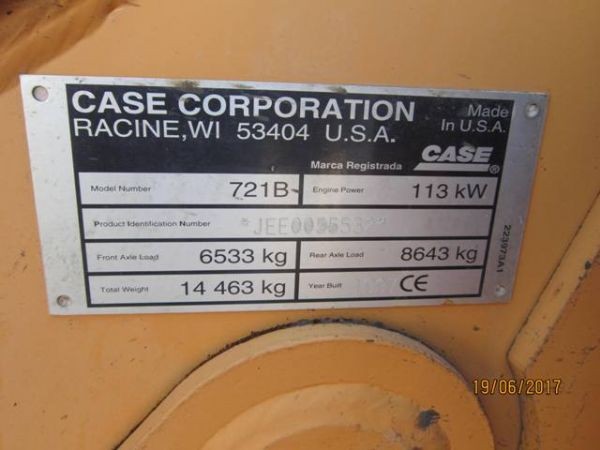 CASE CORPORATION
RACINE, WI 53404 U.S.A.
Made
In U.S.A.
Marca Registrada
CASE®
Model Number 721B Engine Power 113 kW
Product Identification Number
Front Axle Load 6533 kg Rear Axle Load 8643 kg
Total Weight 14 463 kg Year Built CE
223973A1
19/06/2017